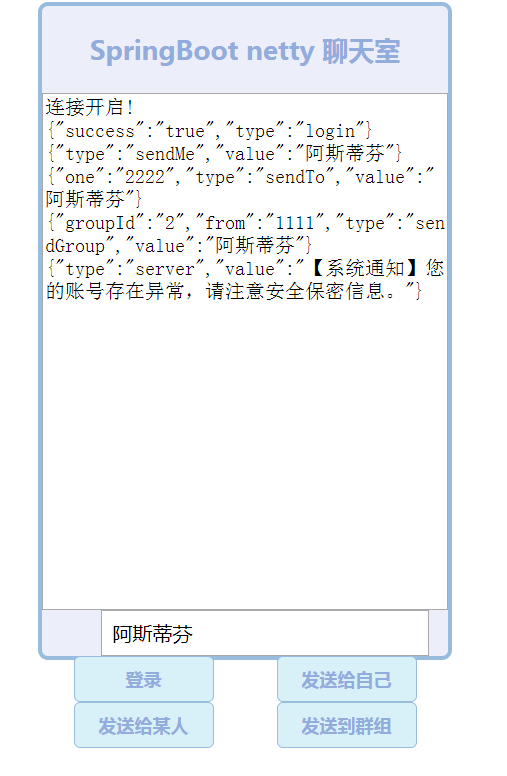 SpringBoot netty 聊天室
连接开启!
{"success":"true","type":"login"}
{"type":"sendMe","value":"阿斯蒂芬"}
{"one":"2222","type":"sendTo","value":"
阿斯蒂芬"}
{"groupId":"2","from":"1111","type":"sen
dGroup","value":"阿斯蒂芬"}
{"type":"server","value":"【系统通知】您
的账号存在异常，请注意安全保密信息。"}
阿斯蒂芬
登录 发送给自己
发送给某人 发送到群组